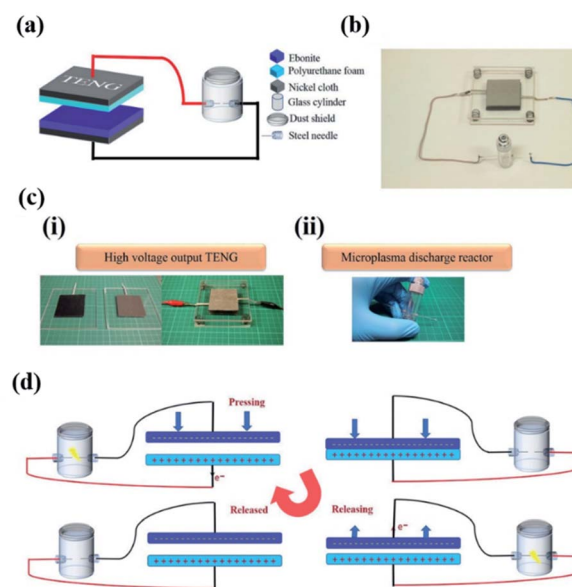 (a)
TENG
Ebonite
Polyurethane foam
Nickel cloth
Glass cylinder
Dust shield
Steel needle
(b)
(c)
(i)
High voltage output TENG
(ii)
Microplasma discharge reactor
(d)
Pressing
e⁻
Released
Releasing
e⁻